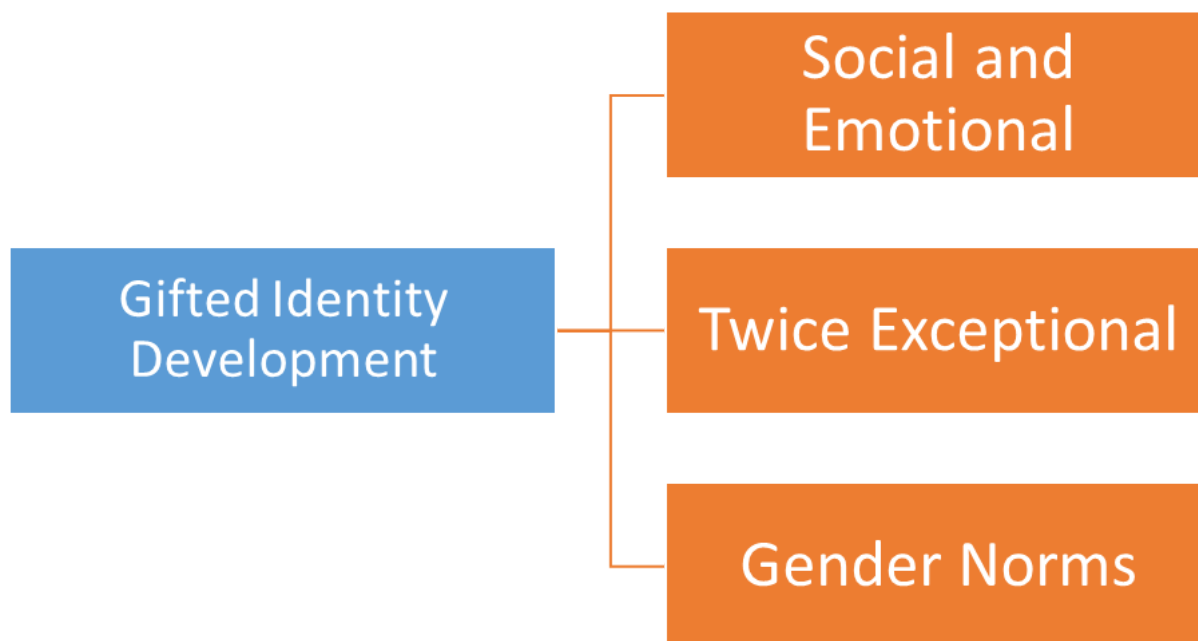 Social and
Emotional
Gifted Identity
Development
Twice Exceptional
Gender Norms